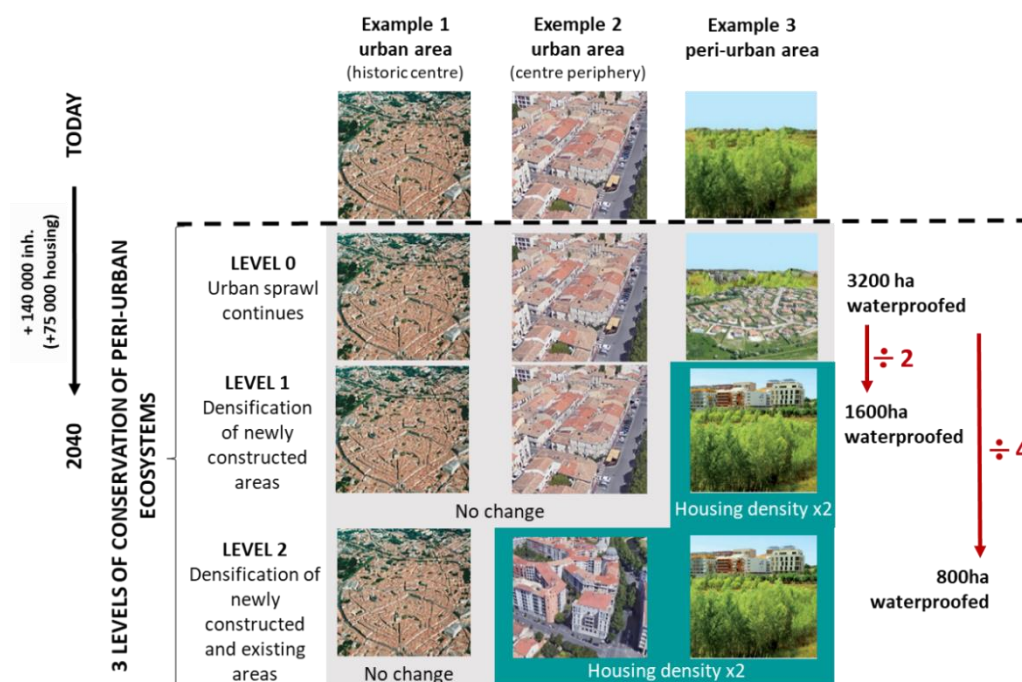 Example 1
urban area
(historic centre)
Exemple 2
urban area
(centre periphery)
Example 3
peri-urban area
TODAY
+ 140 000 inh.
(+75 000 housing)
2040
3 LEVELS OF CONSERVATION OF PERI-URBAN
ECOSYSTEMS
LEVEL 0
Urban sprawl
continues
3200 ha
waterproofed
÷ 2
LEVEL 1
Densification
of newly
constructed
areas
1600ha
waterproofed
÷ 4
No change
Housing density x2
LEVEL 2
Densification of
newly
constructed
and existing
areas
800ha
waterproofed
No change
Housing density x2